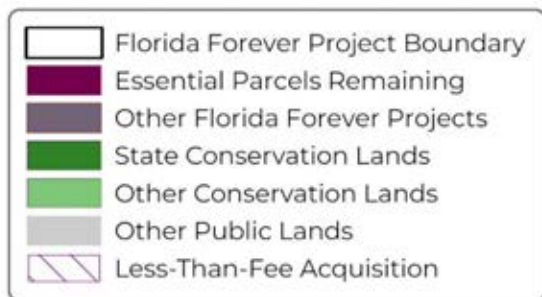 Florida Forever Project Boundary
Essential Parcels Remaining
Other Florida Forever Projects
State Conservation Lands
Other Conservation Lands
Other Public Lands
Less-Than-Fee Acquisition